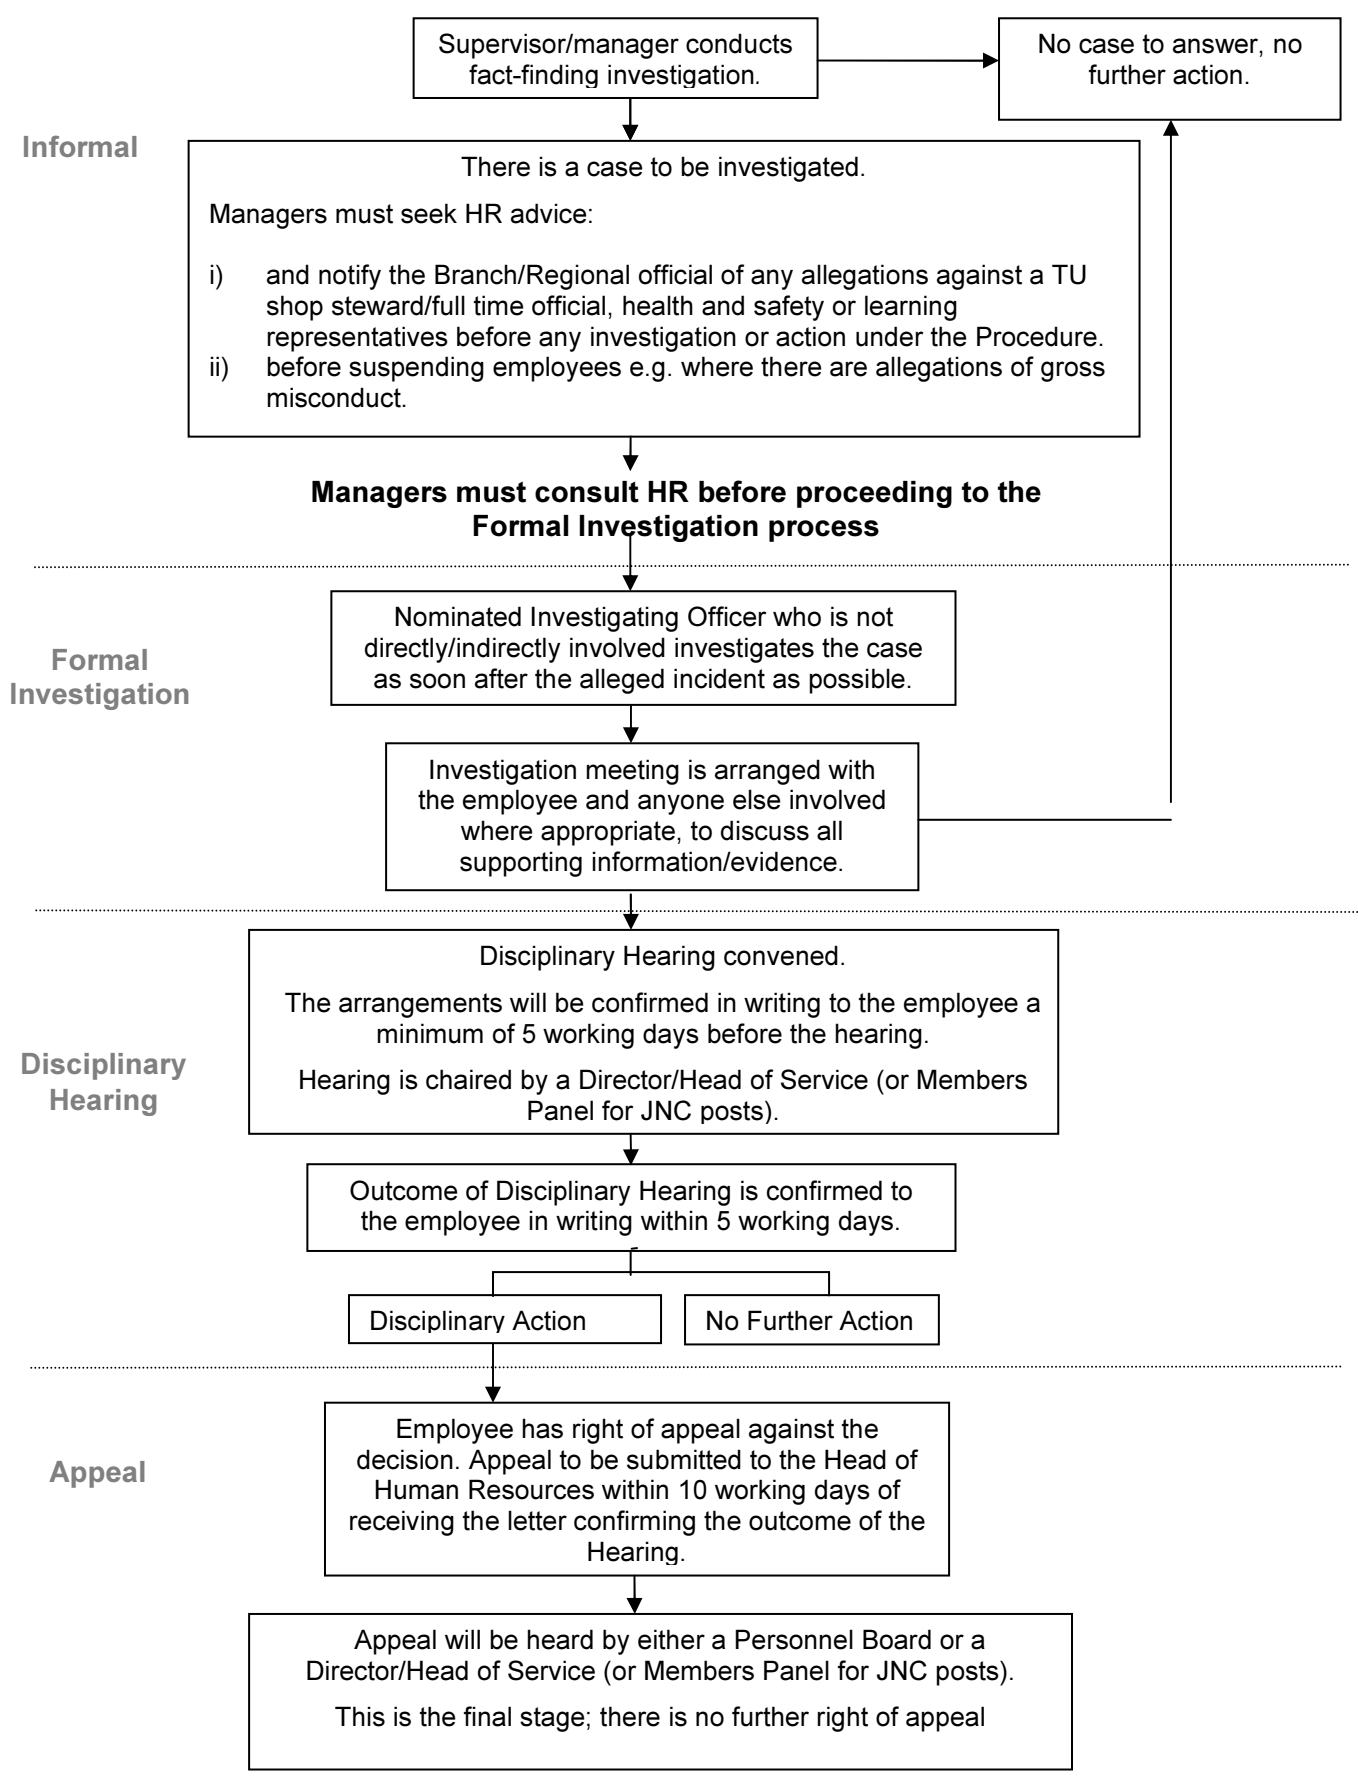 Supervisor/manager conducts
fact-finding investigation.
No case to answer, no
further action.
Informal
There is a case to be investigated.
Managers must seek HR advice:
i) and notify the Branch/Regional official of any allegations against a TU
shop steward/full time official, health and safety or learning
representatives before any investigation or action under the Procedure.
ii) before suspending employees e.g. where there are allegations of gross
misconduct.
Managers must consult HR before proceeding to the
Formal Investigation process
Formal
Investigation
Nominated Investigating Officer who is not
directly/indirectly involved investigates the case
as soon after the alleged incident as possible.
Investigation meeting is arranged with
the employee and anyone else involved
where appropriate, to discuss all
supporting information/evidence.
Disciplinary
Hearing
Disciplinary Hearing convened.
The arrangements will be confirmed in writing to the employee a
minimum of 5 working days before the hearing.
Hearing is chaired by a Director/Head of Service (or Members
Panel for JNC posts).
Outcome of Disciplinary Hearing is confirmed to
the employee in writing within 5 working days.
Disciplinary Action
No Further Action
Appeal
Employee has right of appeal against the
decision. Appeal to be submitted to the Head of
Human Resources within 10 working days of
receiving the letter confirming the outcome of the
Hearing.
Appeal will be heard by either a Personnel Board or a
Director/Head of Service (or Members Panel for JNC posts).
This is the final stage; there is no further right of appeal